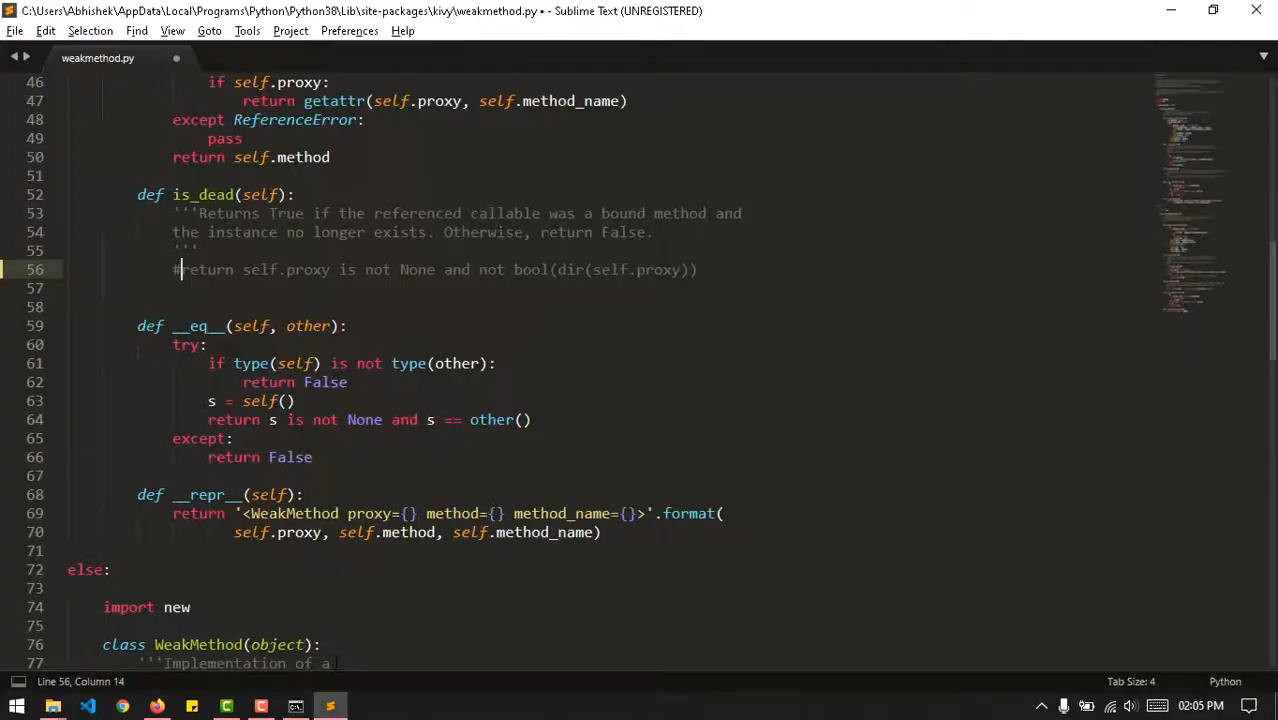 C:\Users\Abhishek\AppData\Local\Programs\Python\Python38\Lib\site-packages\kivy\weakmethod.py • - Sublime Text (UNREGISTERED)
File Edit Selection Find View Goto Tools Project Preferences Help
weakmethod.py
46 if self.proxy:
47 return getattr(self.proxy, self.method_name)
48 except ReferenceError:
49 pass
50 return self.method
51
52 def is_dead(self):
53 '''Returns True if the referenced callable was a bound method and
54 the instance no longer exists. Otherwise, return False.
55 '''
56 #return self.proxy is not None and not bool(dir(self.proxy))
57
58
59 def __eq__(self, other):
60 try:
61 if type(self) is not type(other):
62 return False
63 s = self()
64 return s is not None and s == other()
65 except:
66 return False
67
68 def __repr__(self):
69 return '<WeakMethod proxy={} method={} method_name={}>'.format(
70 self.proxy, self.method, self.method_name)
71
72 else:
73
74 import new
75
76 class WeakMethod(object):
77 '''Implementation of a
Line 56, Column 14 Tab Size: 4 Python
02:05 PM